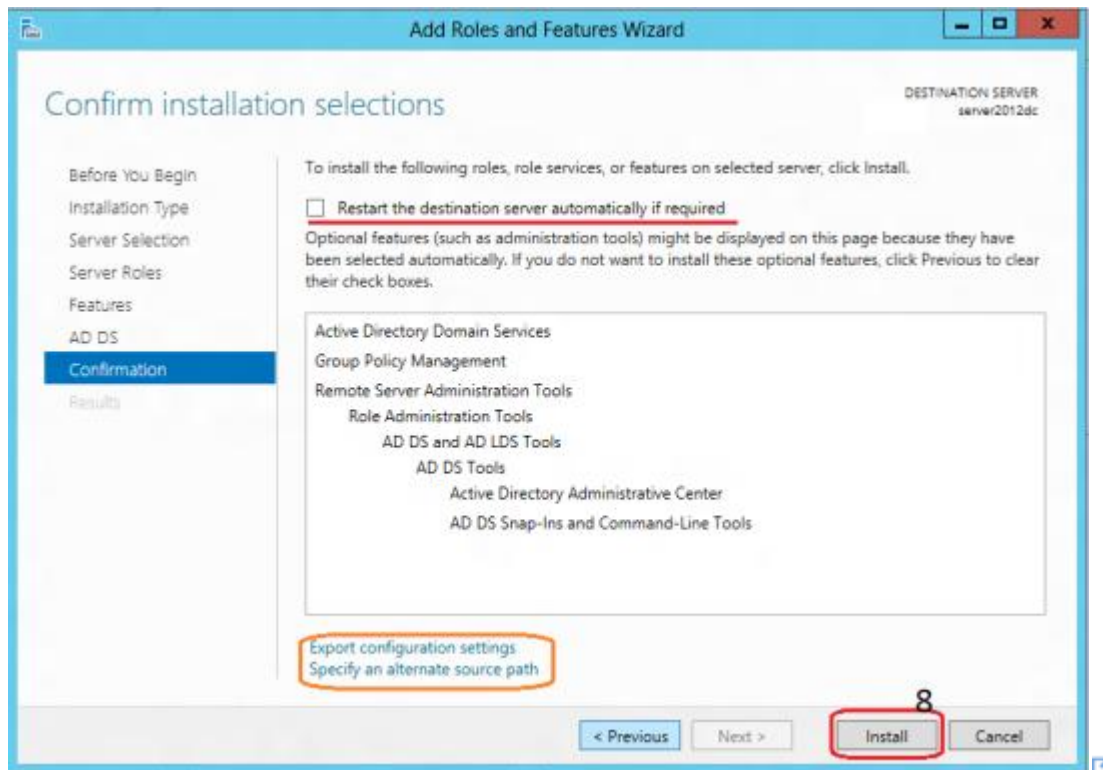 Add Roles and Features Wizard
Confirm installation selections
DESTINATION SERVER
server2012dc
Before You Begin
Installation Type
Server Selection
Server Roles
Features
AD DS
Confirmation
Results
To install the following roles, role services, or features on selected server, click Install.
Restart the destination server automatically if required
Optional features (such as administration tools) might be displayed on this page because they have
been selected automatically. If you do not want to install these optional features, click Previous to clear
their check boxes.
Active Directory Domain Services
Group Policy Management
Remote Server Administration Tools
Role Administration Tools
AD DS and AD LDS Tools
AD DS Tools
Active Directory Administrative Center
AD DS Snap-Ins and Command-Line Tools
Export configuration settings
Specify an alternate source path
8
< Previous
Next >
Install
Cancel